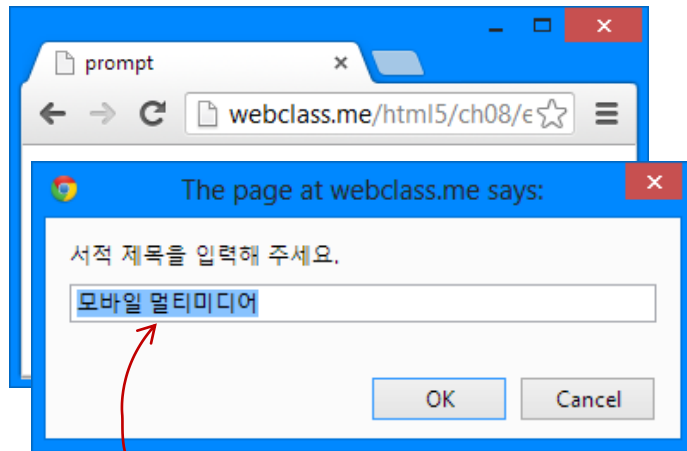 prompt
webclass.me/html5/ch08/e
The page at webclass.me says:
서적 제목을 입력해 주세요.
모바일 멀티미디어
OK
Cancel